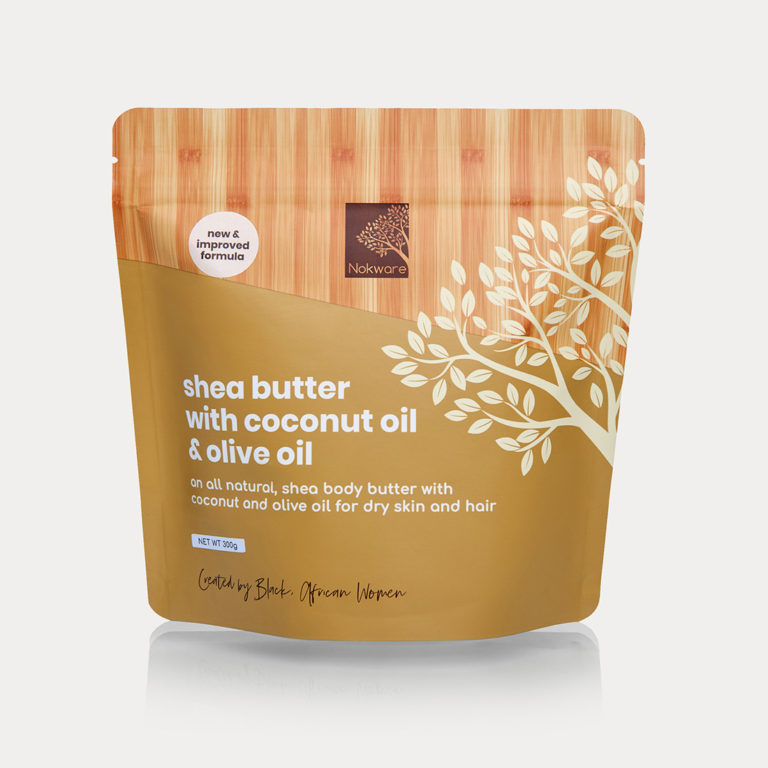 new &
improved
formula
Nokware
shea butter
with coconut oil
& olive oil
an all natural, shea body butter with
coconut and olive oil for dry skin and hair
NET WT 300g
Created by Black, African Women